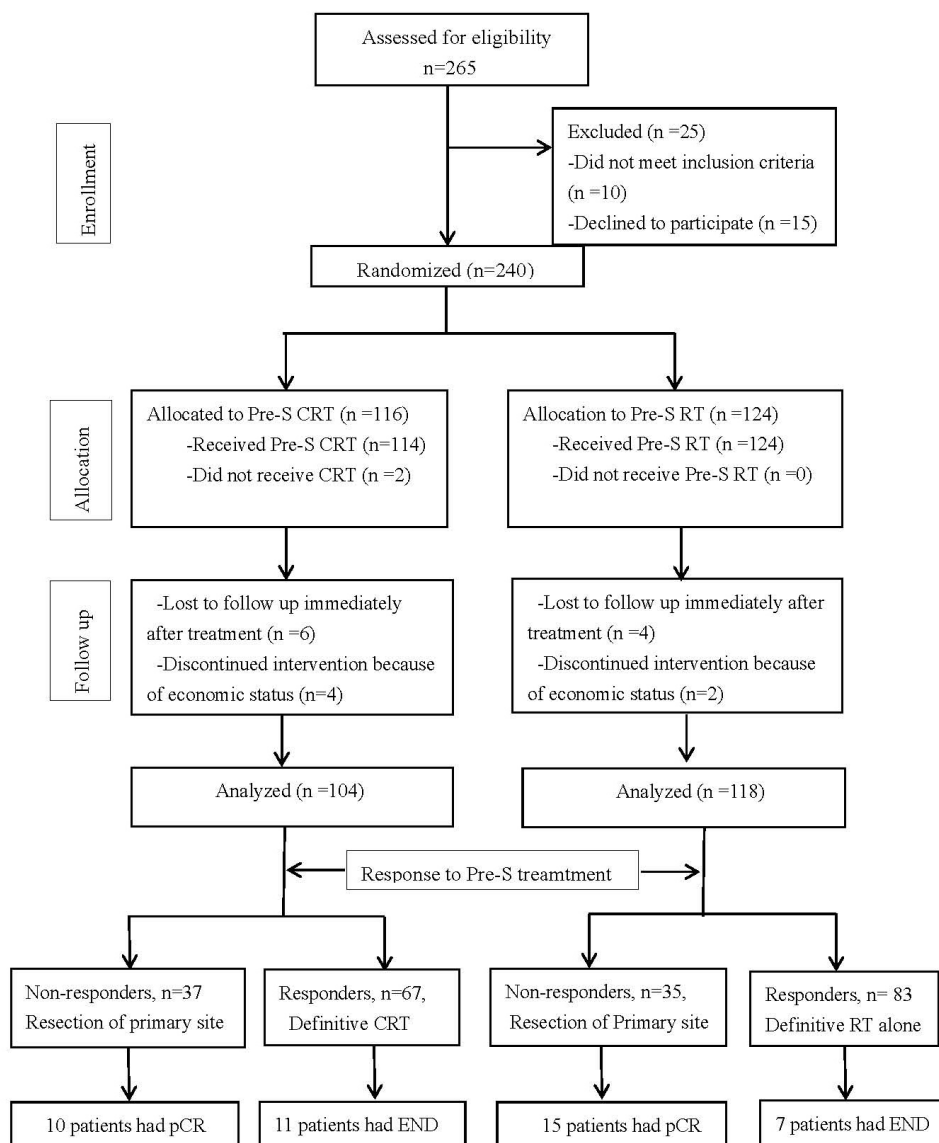 Assessed for eligibility
n=265
Enrollment
Excluded (n =25)
-Did not meet inclusion criteria
(n =10)
-Declined to participate (n =15)
Randomized (n=240)
Allocation
Allocated to Pre-S CRT (n =116)
-Received Pre-S CRT (n=114)
-Did not receive CRT (n =2)
Allocation to Pre-S RT (n =124)
-Received Pre-S RT (n =124)
-Did not receive Pre-S RT (n =0)
Follow up
-Lost to follow up immediately
after treatment (n =6)
-Discontinued intervention because
of economic status (n=4)
-Lost to follow up immediately after
treatment (n =4)
-Discontinued intervention because
of economic status (n=2)
Analyzed (n =104)
Analyzed (n =118)
Response to Pre-S treamtment
Non-responders, n=37
Resection of primary site
Responders, n=67,
Definitive CRT
Non-responders, n=35,
Resection of Primary site
Responders, n= 83
Definitive RT alone
10 patients had pCR
11 patients had END
15 patients had pCR
7 patients had END